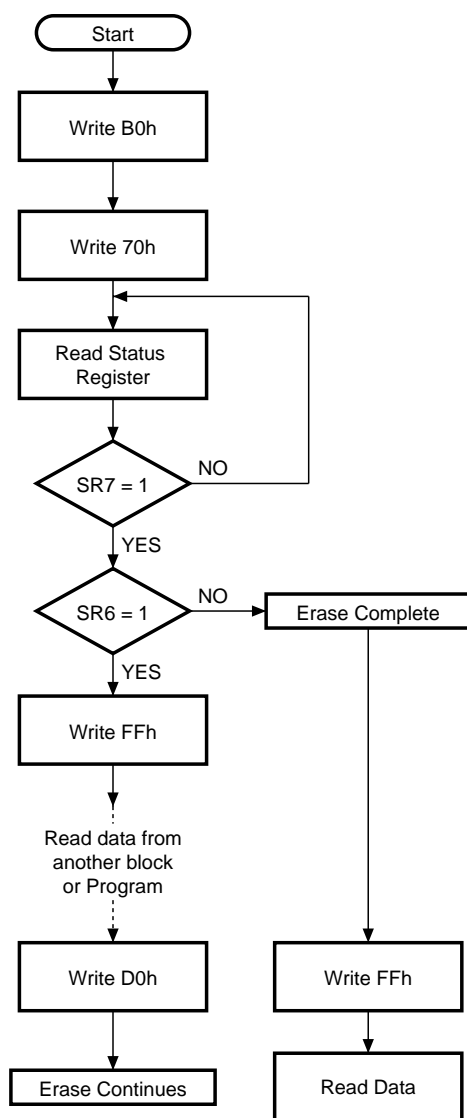 Start
Write B0h
Write 70h
Read Status
Register
NO
SR7 = 1
YES
NO
SR6 = 1
Erase Complete
YES
Write FFh
Read data from
another block
or Program
Write D0h
Write FFh
Erase Continues
Read Data